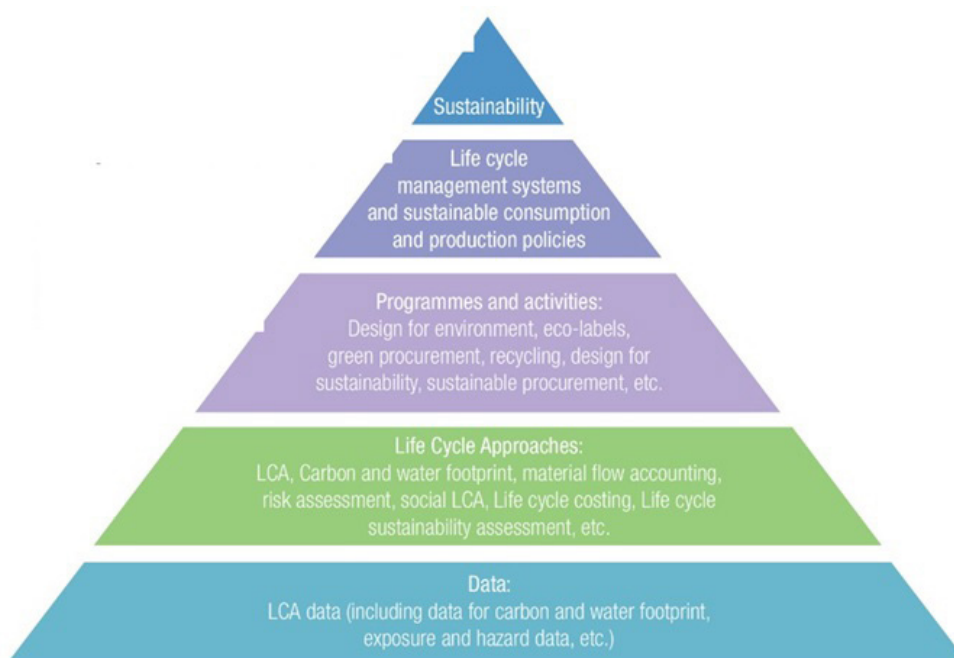 Sustainability
Life cycle
management systems
and sustainable consumption
and production policies
Programmes and activities:
Design for environment, eco-labels,
green procurement, recycling, design for
sustainability, sustainable procurement, etc.
Life Cycle Approaches:
LCA, Carbon and water footprint, material flow accounting,
risk assessment, social LCA, Life cycle costing, Life cycle
sustainability assessment, etc.
Data:
LCA data (including data for carbon and water footprint,
exposure and hazard data, etc.)